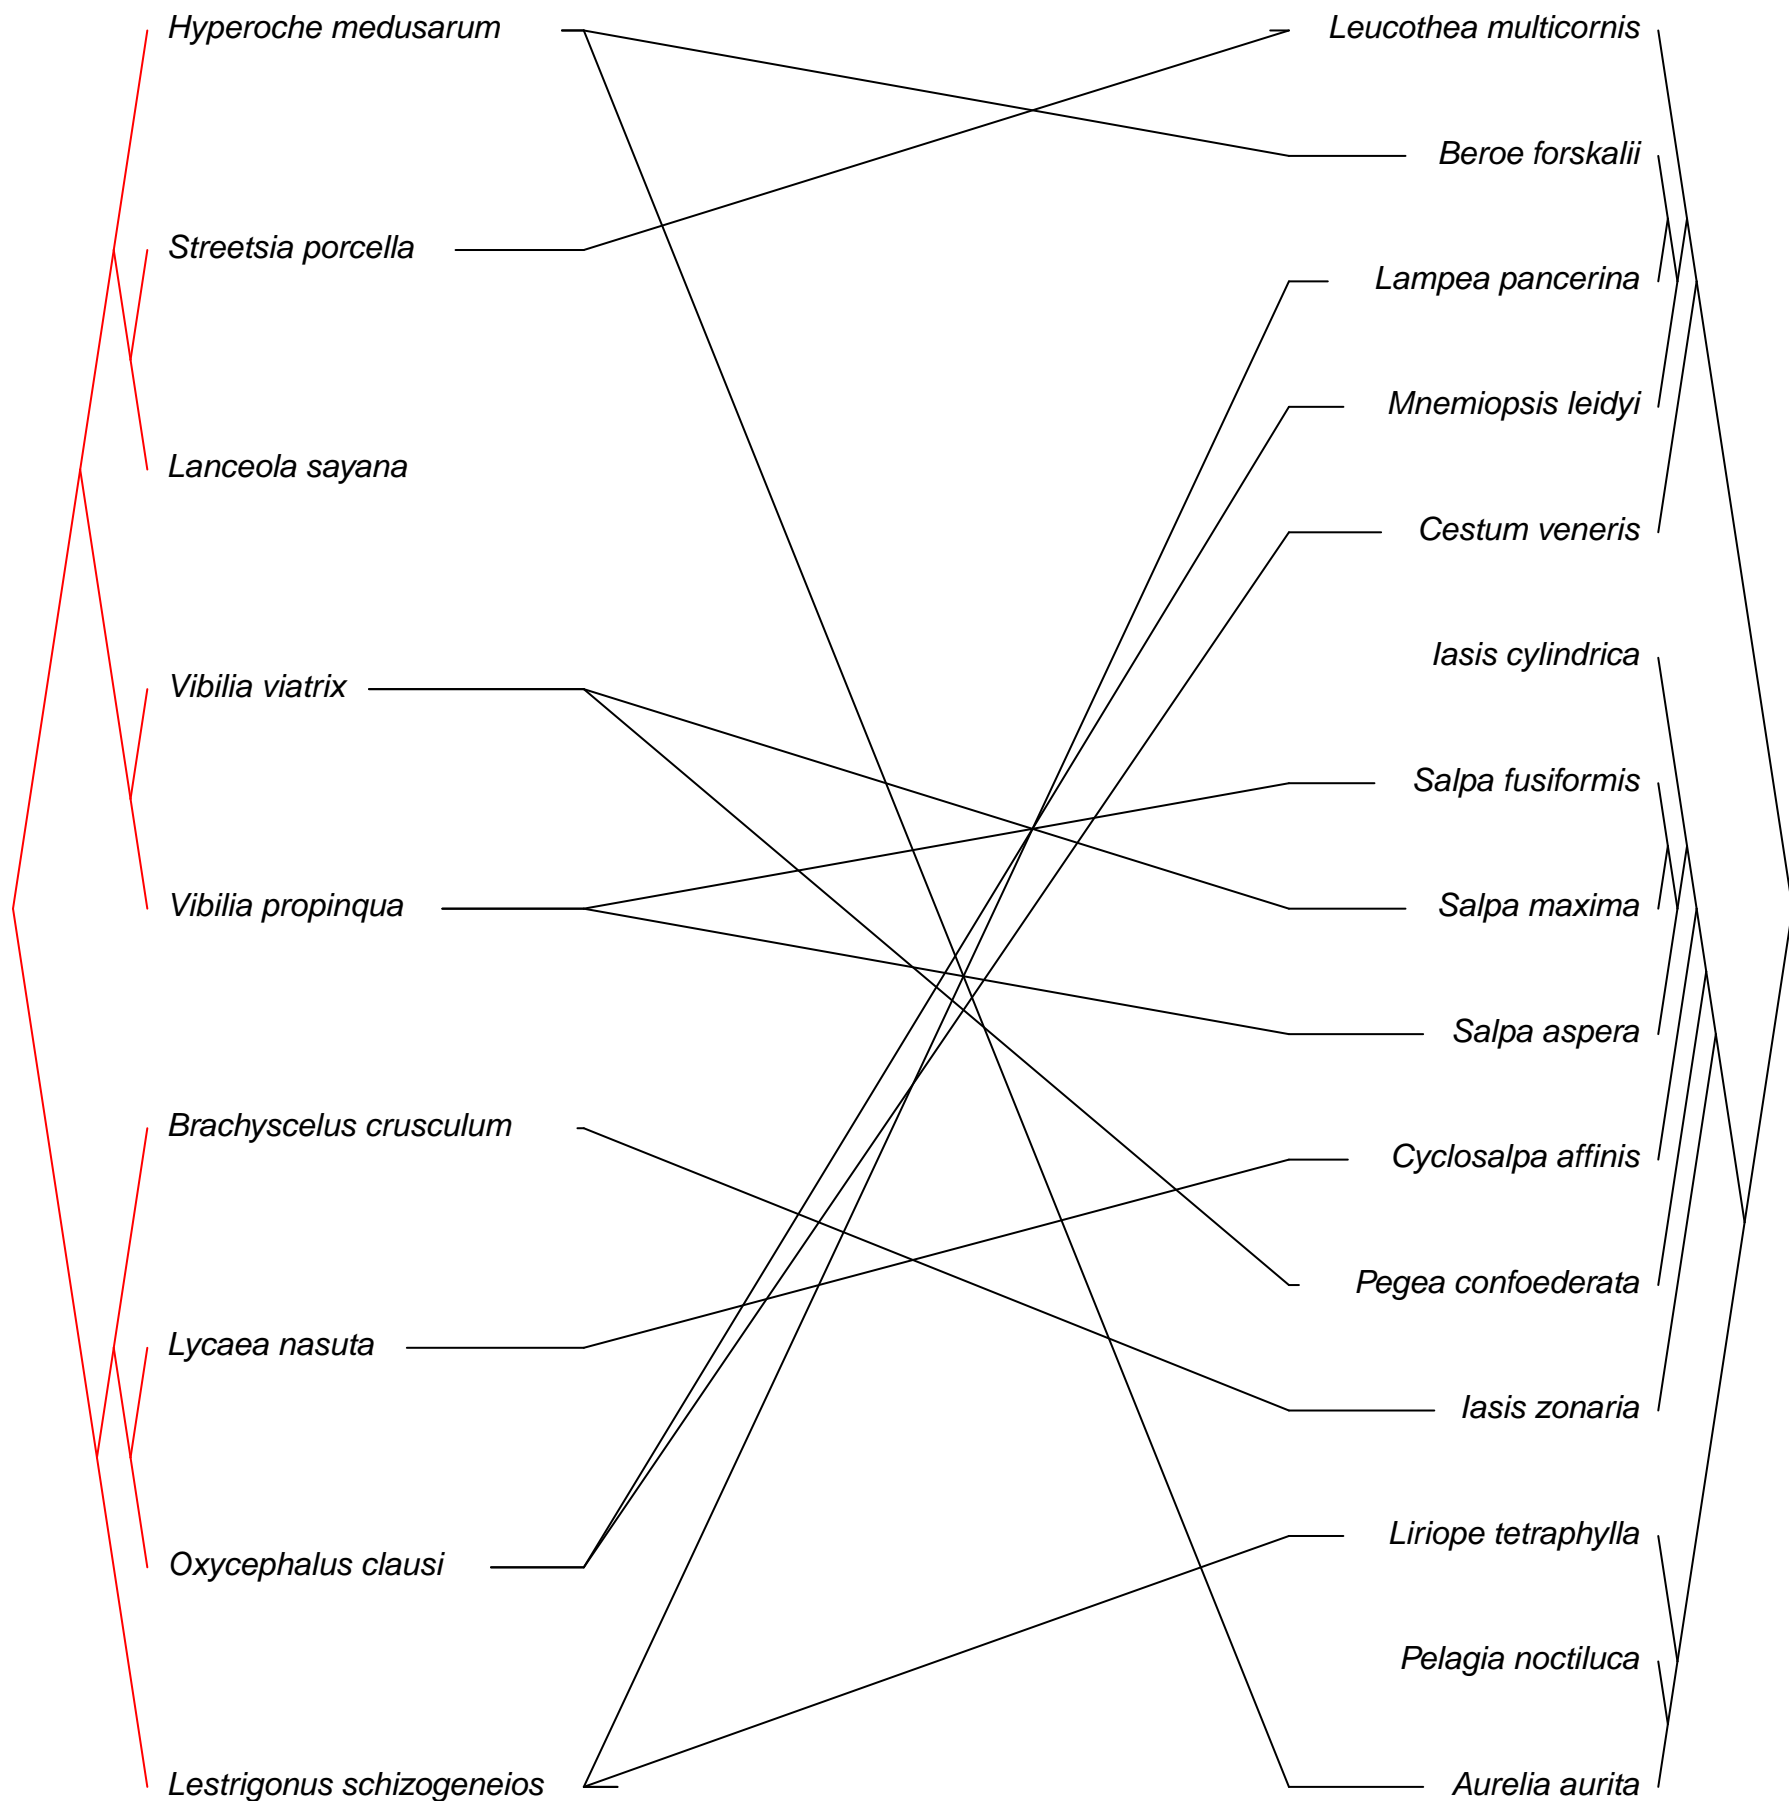 Hyperoche medusarum
Streetsia porcella
Lanceola sayana
Vibilia viatrix
Vibilia propinqua
Brachyscelus crusculum
Lycaea nasuta
Oxycephalus clausi
Lestrigonus schizogeneios
Leucothea multicornis
Beroe forskalii
Lampea pancerina
Mnemiopsis leidyi
Cestum veneris
Iasis cylindrica
Salpa fusiformis
Salpa maxima
Salpa aspera
Cyclosalpa affinis
Pegea confoederata
Iasis zonaria
Liriope tetraphylla
Pelagia noctiluca
Aurelia aurita